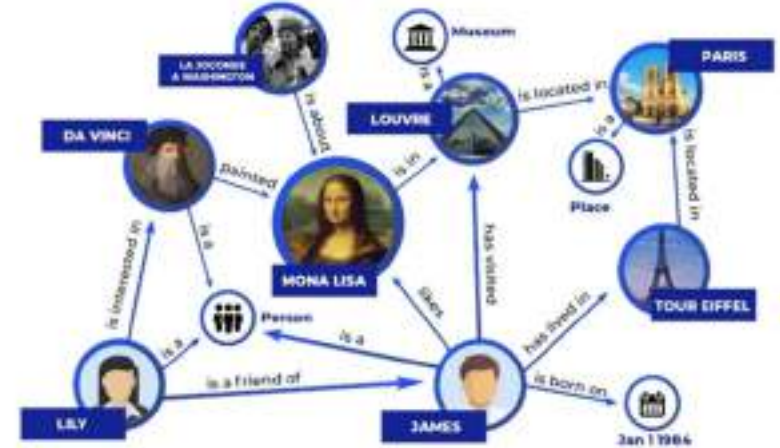 LA JOCONDE
A WASHINGTON
Museum
PARIS
is a
is located in
LOUVRE
DA VINCI
is about
is a
painted
is in
Place
is located in
is a
is interested in
MONA LISA
has visited
TOUR EIFFEL
likes
has lived in
Person
is a
is a
is a friend of
is born on
LILY
JAMES
Jan 1 1984